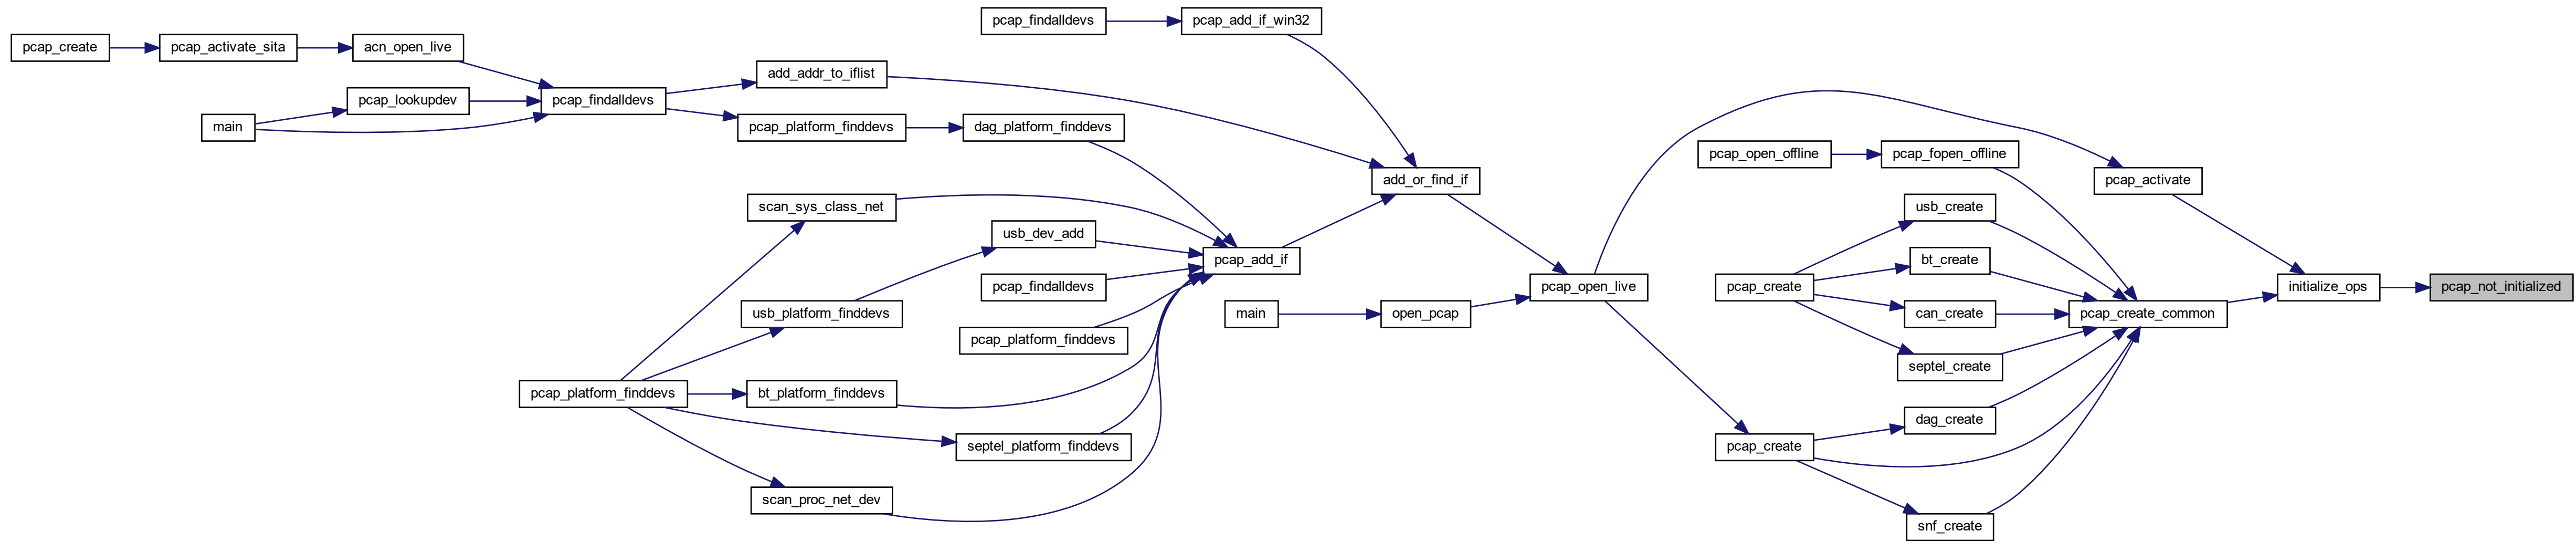 pcap_findalldevs
pcap_add_if_win32
pcap_create
pcap_activate_sita
acn_open_live
add_addr_to_iflist
pcap_lookupdev
pcap_findalldevs
main
pcap_platform_finddevs
dag_platform_finddevs
pcap_open_offline
pcap_fopen_offline
add_or_find_if
pcap_activate
scan_sys_class_net
usb_create
usb_dev_add
pcap_add_if
bt_create
pcap_findalldevs
pcap_open_live
pcap_create
initialize_ops
pcap_not_initialized
usb_platform_finddevs
main
open_pcap
can_create
pcap_create_common
pcap_platform_finddevs
septel_create
pcap_platform_finddevs
bt_platform_finddevs
dag_create
septel_platform_finddevs
pcap_create
scan_proc_net_dev
snf_create